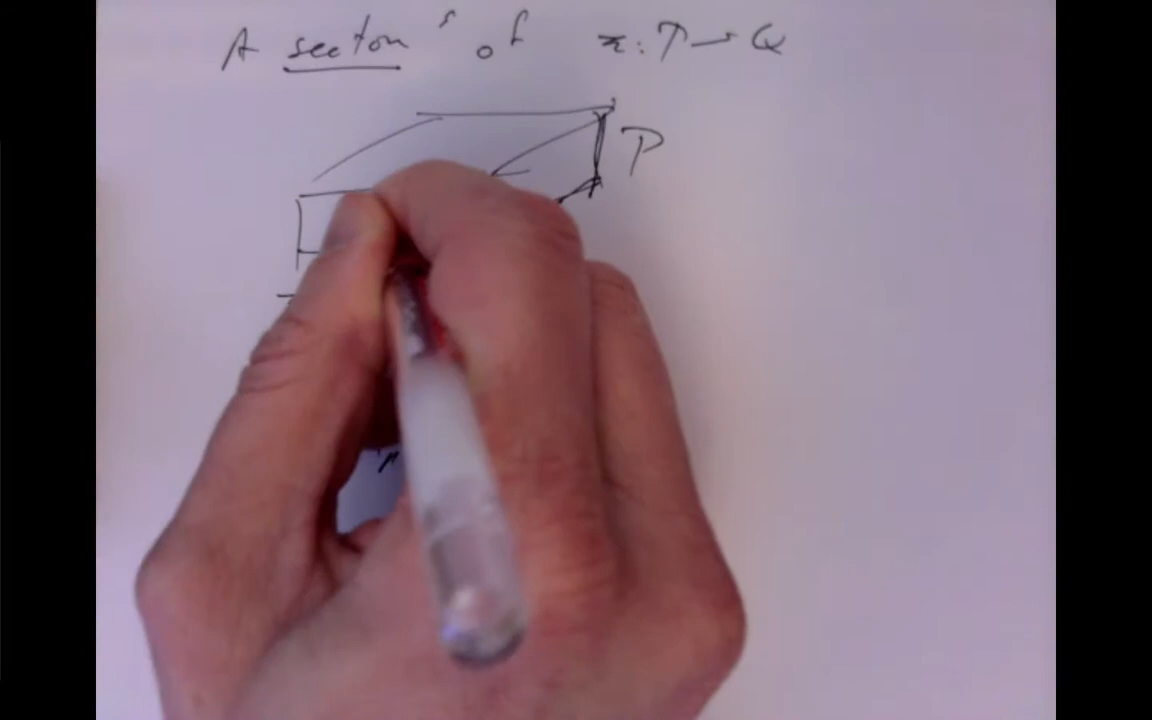 A section s of π: P → Q
P